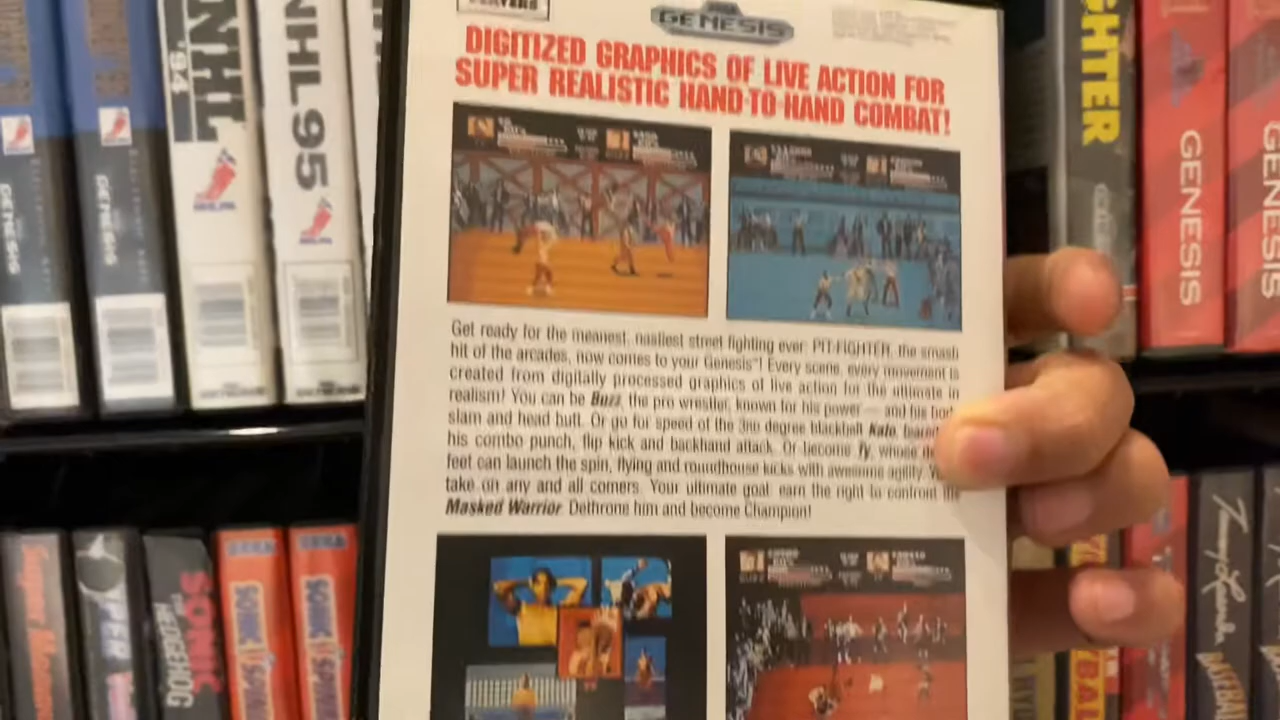 PLAYERS
GENESIS
DIGITIZED GRAPHICS OF LIVE ACTION FOR
SUPER REALISTIC HAND-TO-HAND COMBAT!
Get ready for the meanest, nastiest street fighting ever. PIT-FIGHTER, the smash
hit of the arcades, now comes to your Genesis™! Every scene, every movement is
created from digitally processed graphics of live action for the ultimate in
realism! You can be Buzz, the pro wrestler, known for his power — and his
slam and head butt. Or go for speed of the 3RD degree blackbelt Kato,
his combo punch, flip kick and backhand attack. Or become Ty, whose
feet can launch the spin, flying and roundhouse kicks with awesome agility.
take on any and all comers. Your ultimate goal: earn the right to confront
Masked Warrior. Dethrone him and become Champion!
NHL '94
NHL 95
GENESIS
GENESIS
GHTER
GENESIS
GENESIS
SONIC
HEDGEHOG
SEGA
SONIC
SEGA
SONIC
BASEBALL